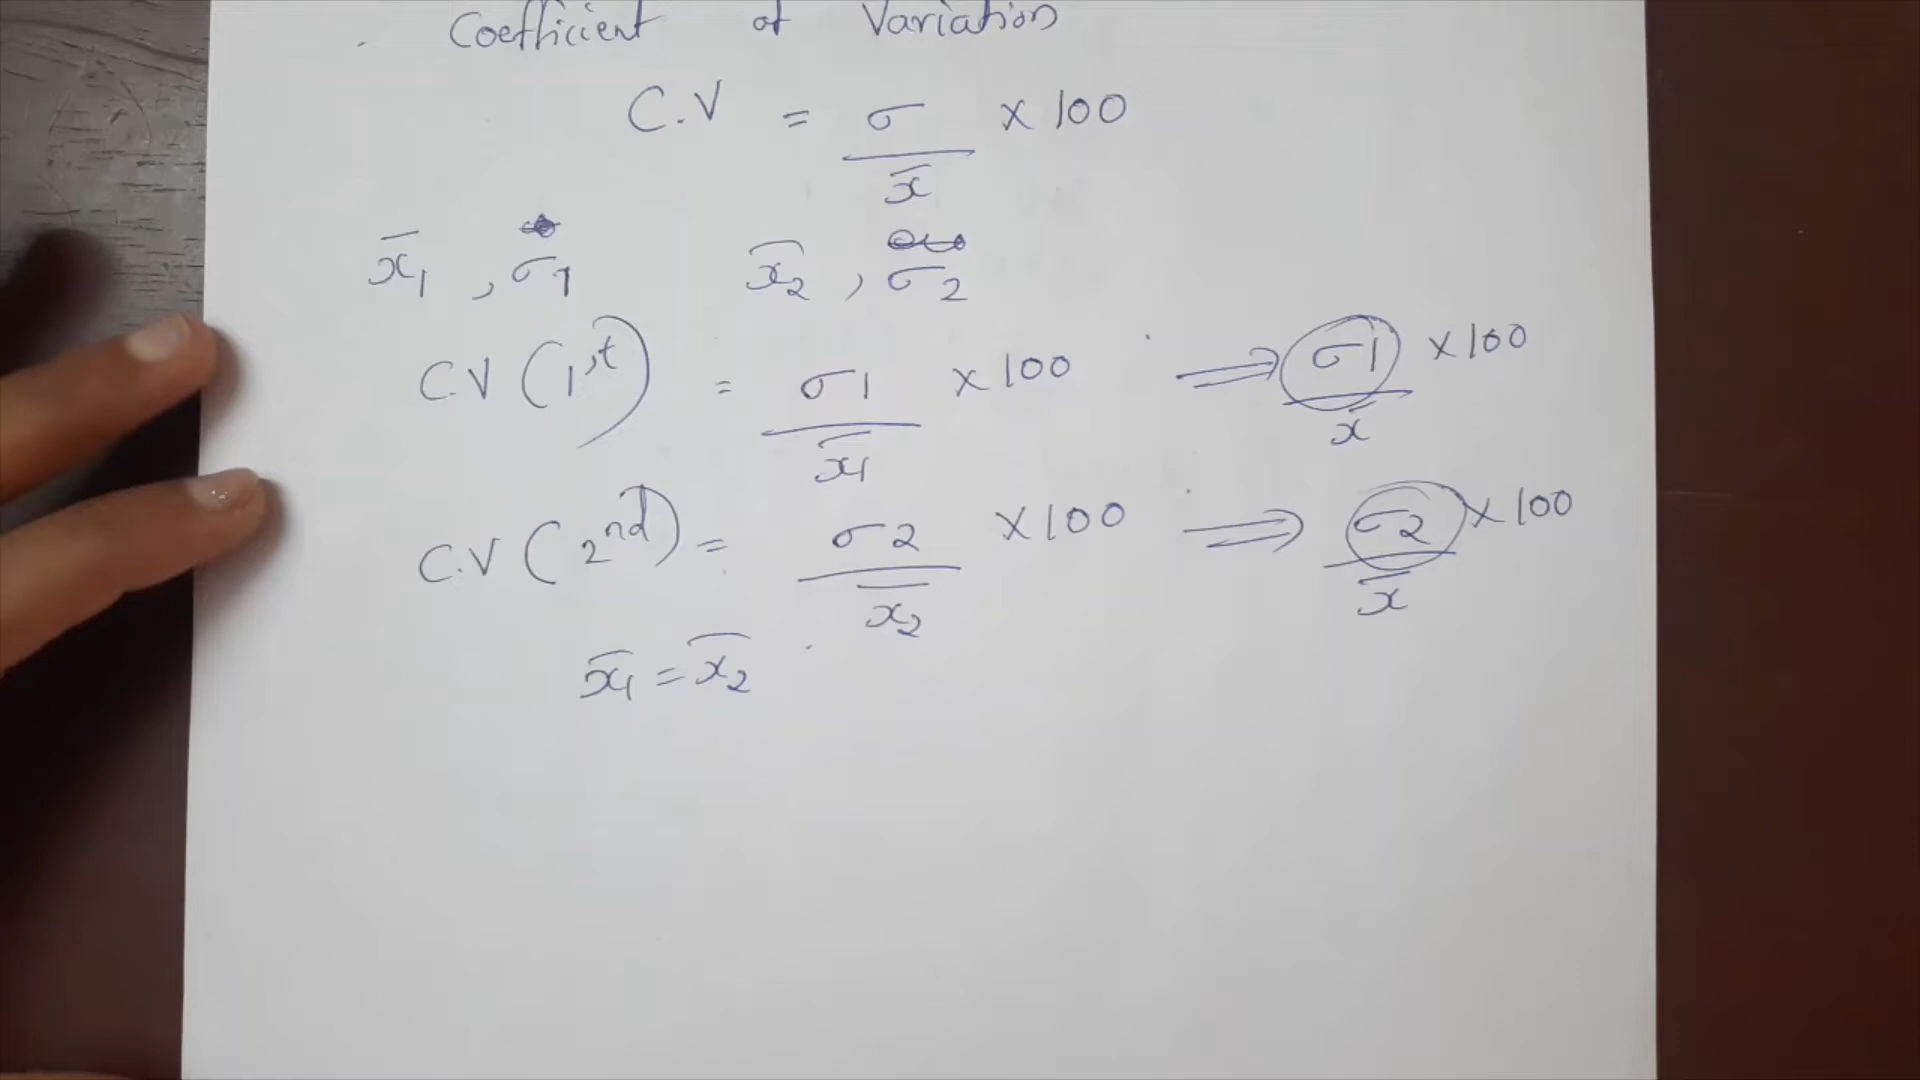 Coefficient of Variation
C.V = σ/x̄ × 100
x̄₁, σ₁ x̄₂, σ₂
C.V (1st) = σ1/x̄₁ × 100 ⟹ σ1/x̄ × 100
C.V (2nd) = σ2/x̄₂ × 100 ⟹ σ2/x̄ × 100
x̄₁ = x̄₂